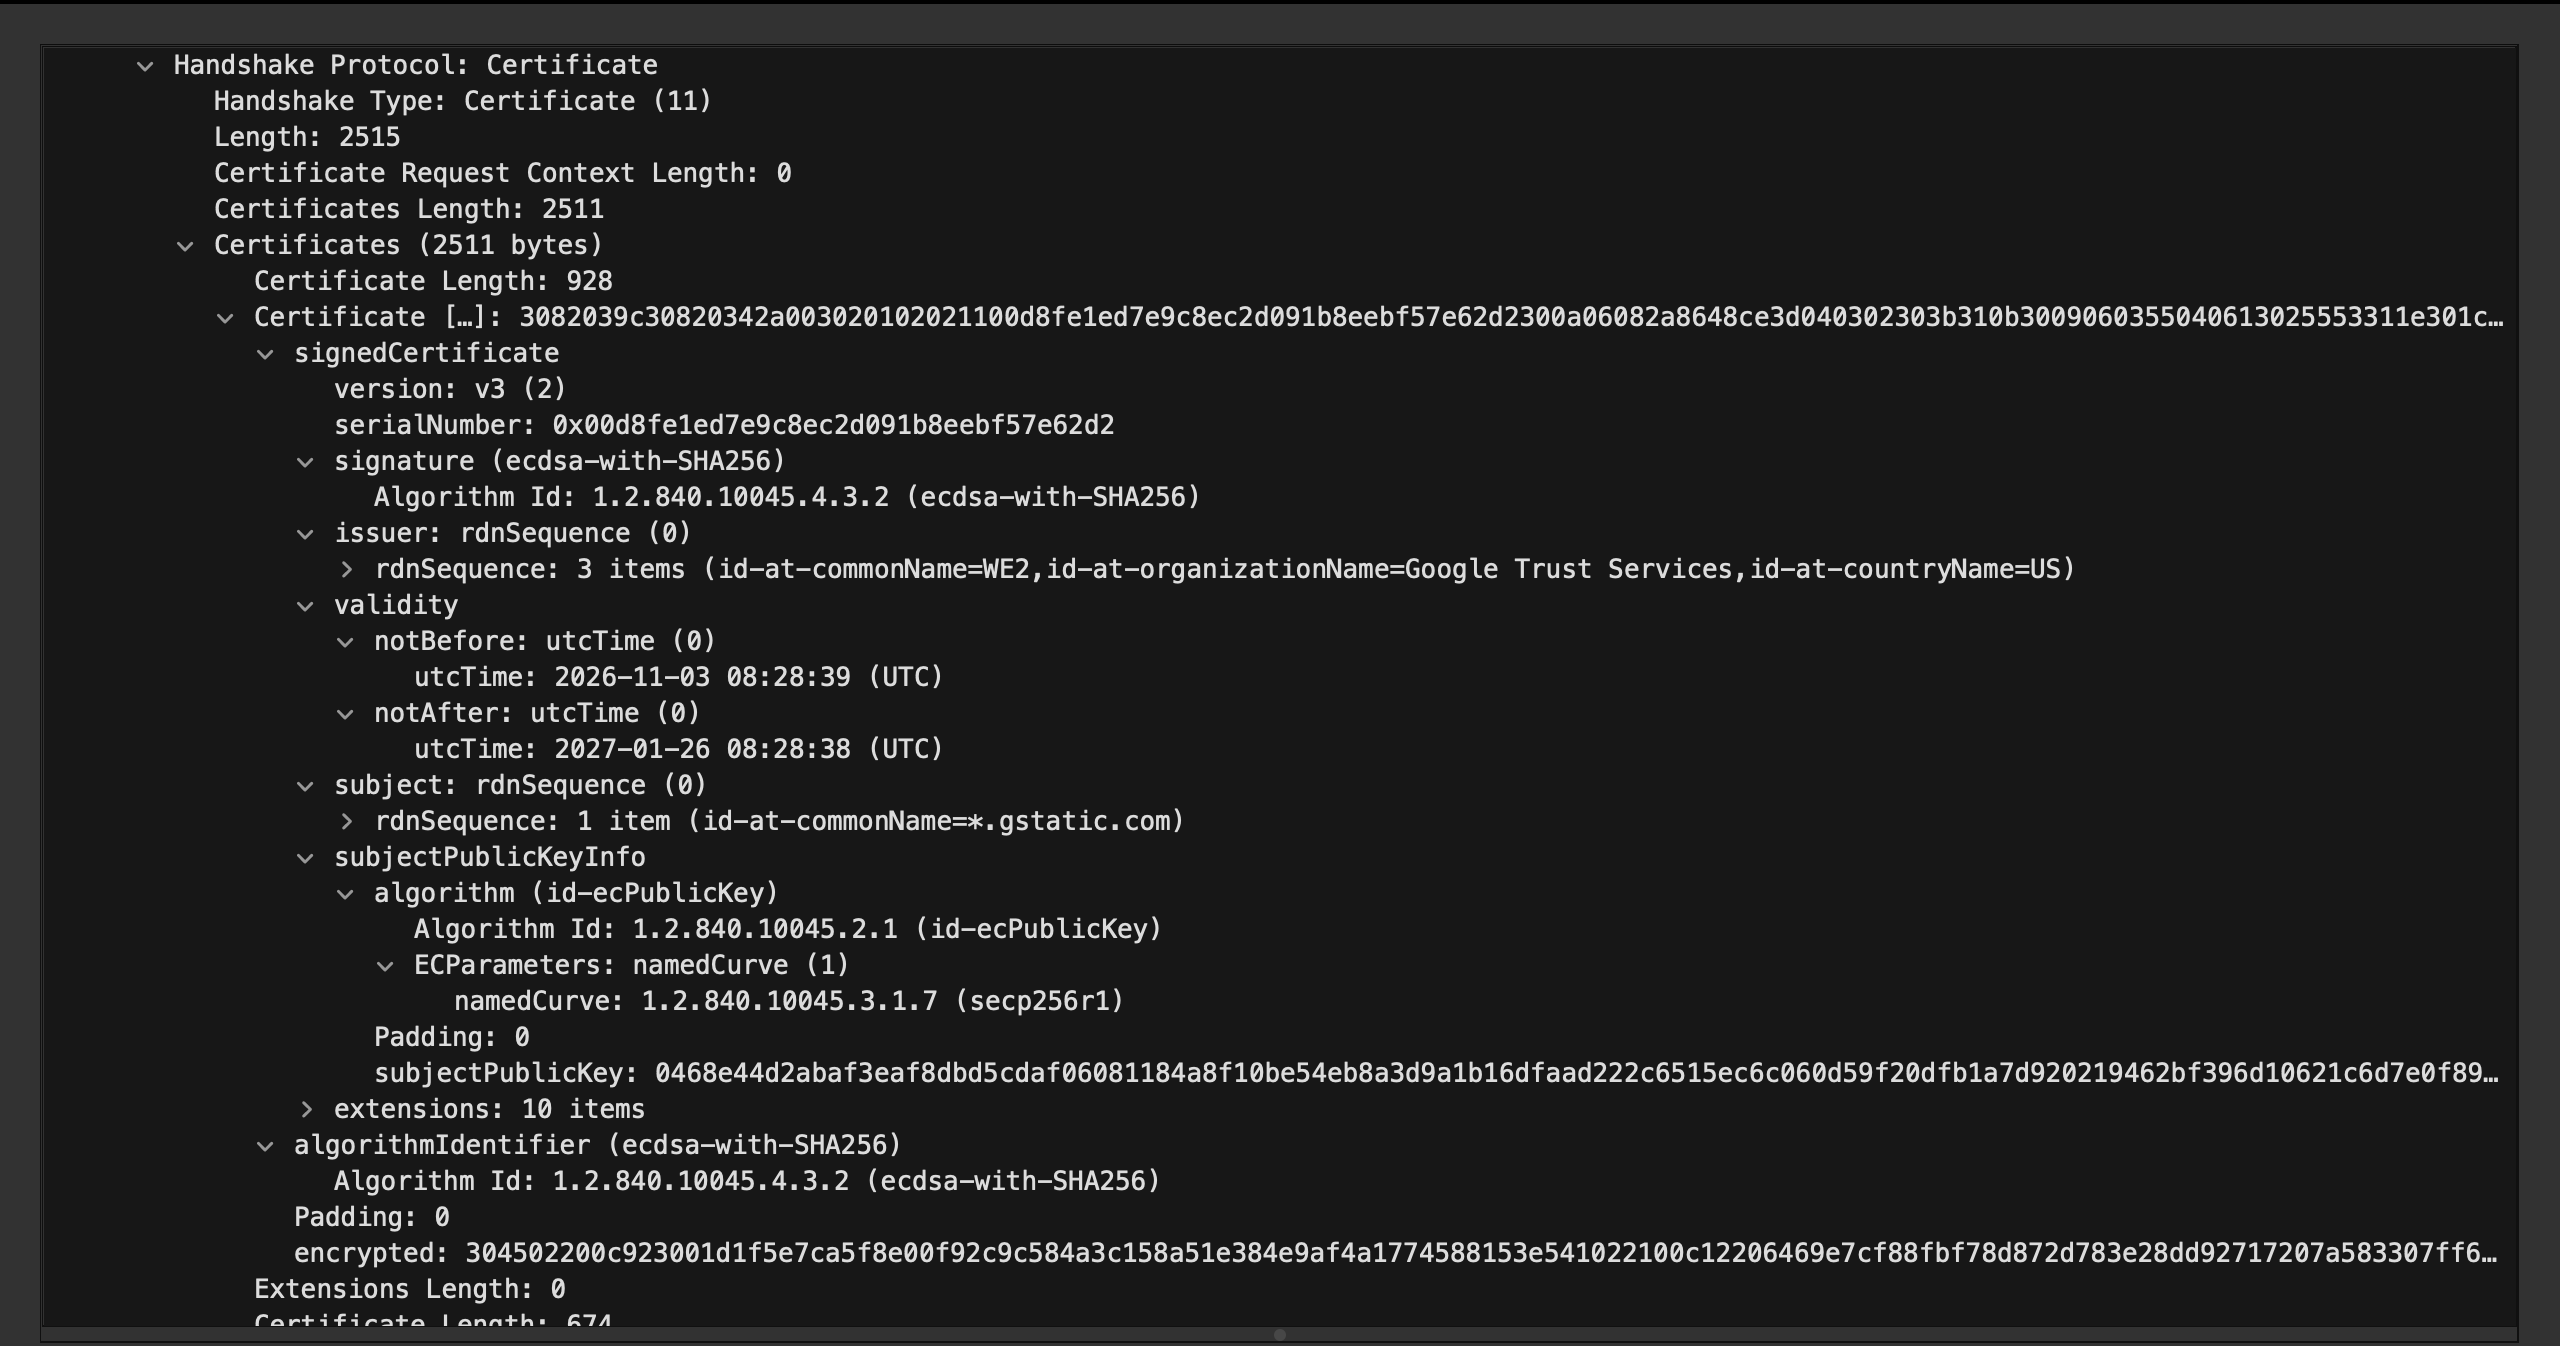 Handshake Protocol: Certificate
Handshake Type: Certificate (11)
Length: 2515
Certificate Request Context Length: 0
Certificates Length: 2511
Certificates (2511 bytes)
Certificate Length: 928
Certificate […]: 3082039c30820342a003020102021100d8fe1ed7e9c8ec2d091b8eebf57e62d2300a06082a8648ce3d040302303b310b3009060355040613025553311e301c…
signedCertificate
version: v3 (2)
serialNumber: 0x00d8fe1ed7e9c8ec2d091b8eebf57e62d2
signature (ecdsa-with-SHA256)
Algorithm Id: 1.2.840.10045.4.3.2 (ecdsa-with-SHA256)
issuer: rdnSequence (0)
rdnSequence: 3 items (id-at-commonName=WE2,id-at-organizationName=Google Trust Services,id-at-countryName=US)
validity
notBefore: utcTime (0)
utcTime: 2026-11-03 08:28:39 (UTC)
notAfter: utcTime (0)
utcTime: 2027-01-26 08:28:38 (UTC)
subject: rdnSequence (0)
rdnSequence: 1 item (id-at-commonName=*.gstatic.com)
subjectPublicKeyInfo
algorithm (id-ecPublicKey)
Algorithm Id: 1.2.840.10045.2.1 (id-ecPublicKey)
ECParameters: namedCurve (1)
namedCurve: 1.2.840.10045.3.1.7 (secp256r1)
Padding: 0
subjectPublicKey: 0468e44d2abaf3eaf8dbd5cdaf06081184a8f10be54eb8a3d9a1b16dfaad222c6515ec6c060d59f20dfb1a7d920219462bf396d10621c6d7e0f89…
extensions: 10 items
algorithmIdentifier (ecdsa-with-SHA256)
Algorithm Id: 1.2.840.10045.4.3.2 (ecdsa-with-SHA256)
Padding: 0
encrypted: 304502200c923001d1f5e7ca5f8e00f92c9c584a3c158a51e384e9af4a1774588153e541022100c12206469e7cf88fbf78d872d783e28dd92717207a583307ff6…
Extensions Length: 0
Certificate Length: 674